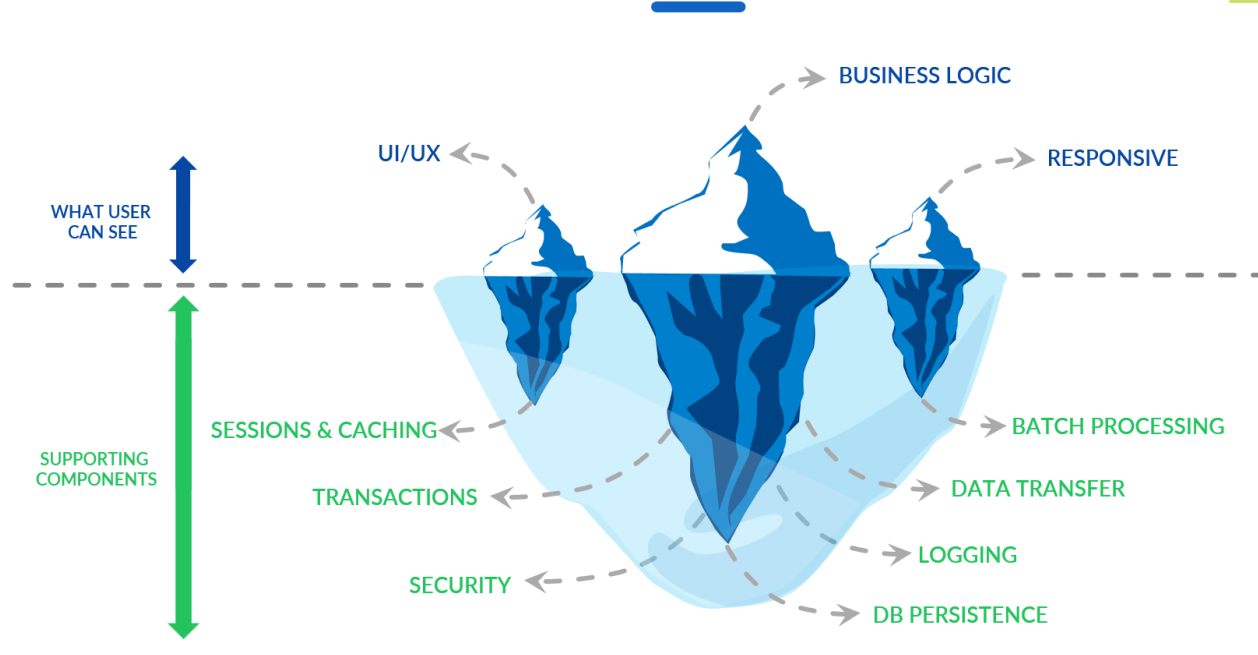 BUSINESS LOGIC
UI/UX
RESPONSIVE
WHAT USER
CAN SEE
SESSIONS & CACHING
BATCH PROCESSING
SUPPORTING
COMPONENTS
TRANSACTIONS
DATA TRANSFER
LOGGING
SECURITY
DB PERSISTENCE